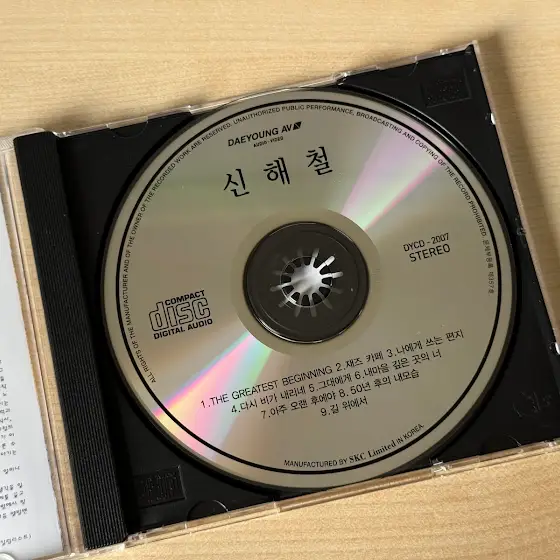 ALL RIGHTS OF THE MANUFACTURER AND OF THE OWNER OF THE RECORDED WORK ARE RESERVED. UNAUTHORIZED PUBLIC PERFORMANCE, BROADCASTING AND COPYING OF THE RECORD PROHIBITED.
DAEYOUNG AV
AUDIO · VIDEO
신해철
DYCD - 2007
STEREO
COMPACT
disc
DIGITAL AUDIO
1. THE GREATEST BEGINNING 2. 재즈 카페 3. 나에게 쓰는 편지
4. 다시 비가 내리네 5. 그대에게 6. 내마음 깊은 곳의 너
7. 아주 오랜 후에야 8. 50년 후의 내모습
9. 길 위에서
MANUFACTURED BY SKC Limited IN KOREA.